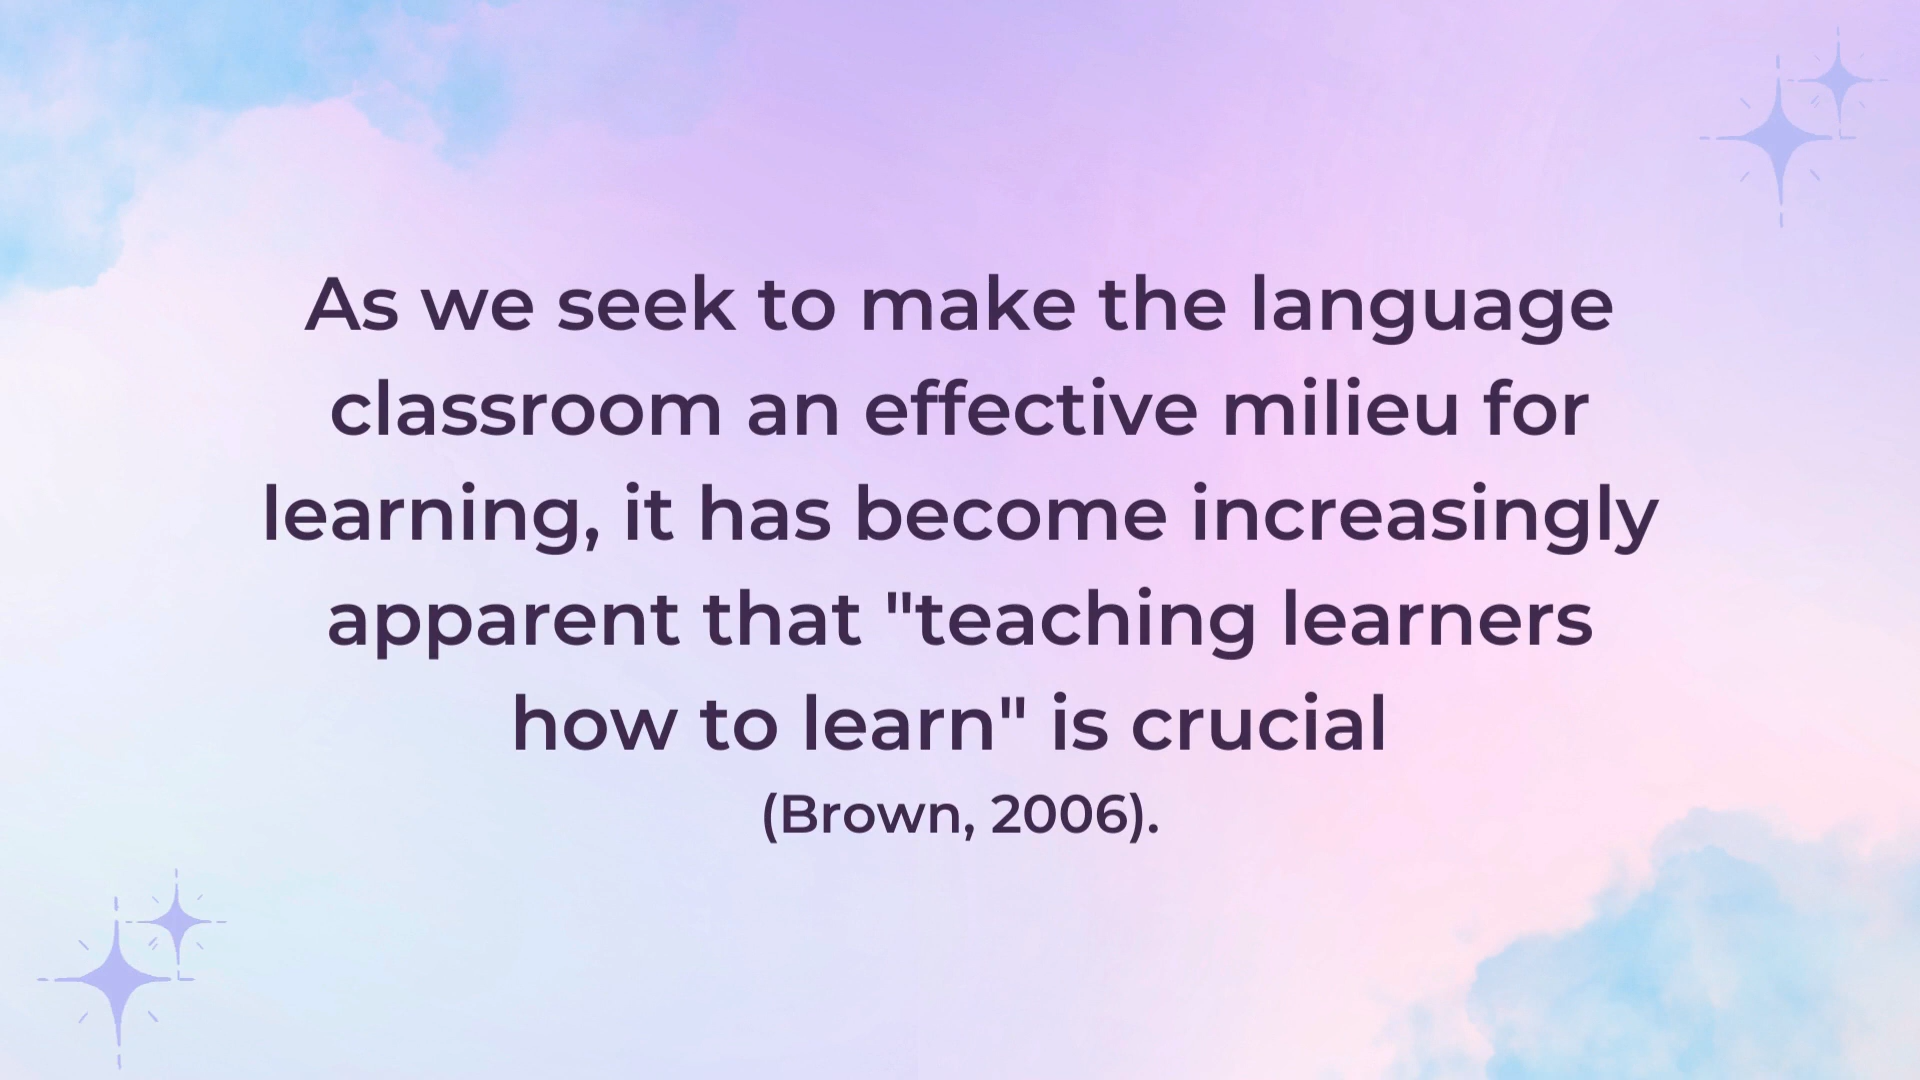 As we seek to make the language
classroom an effective milieu for
learning, it has become increasingly
apparent that "teaching learners
how to learn" is crucial
(Brown, 2006).